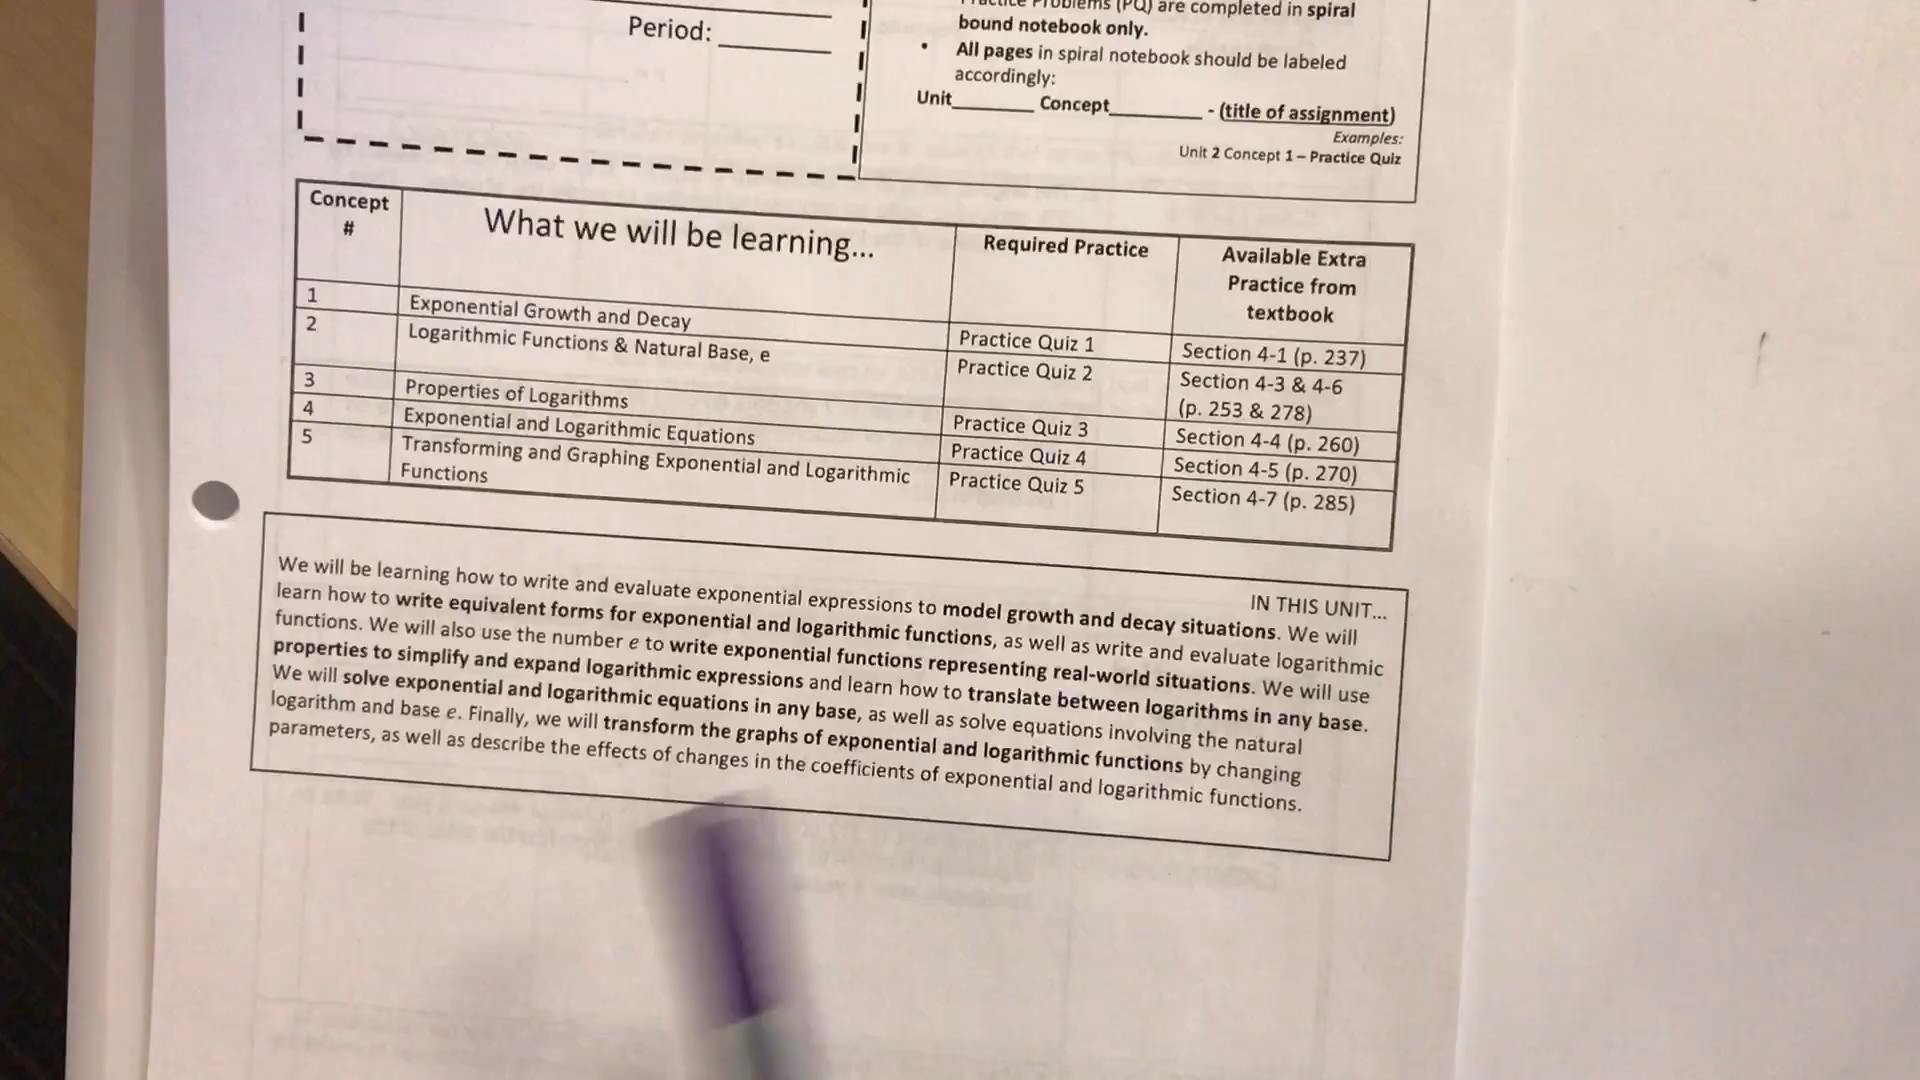 Period:
Problems (PQ) are completed in spiral
bound notebook only.
• All pages in spiral notebook should be labeled
accordingly:
Unit________ Concept_________ - (title of assignment)
Examples:
Unit 2 Concept 1 – Practice Quiz
Concept
#
What we will be learning...
Required Practice
Available Extra
Practice from
textbook
1
Exponential Growth and Decay
Practice Quiz 1
Section 4-1 (p. 237)
2
Logarithmic Functions & Natural Base, e
Practice Quiz 2
Section 4-3 & 4-6
(p. 253 & 278)
3
Properties of Logarithms
Practice Quiz 3
Section 4-4 (p. 260)
4
Exponential and Logarithmic Equations
Practice Quiz 4
Section 4-5 (p. 270)
5
Transforming and Graphing Exponential and Logarithmic
Functions
Practice Quiz 5
Section 4-7 (p. 285)
IN THIS UNIT...
We will be learning how to write and evaluate exponential expressions to model growth and decay situations. We will
learn how to write equivalent forms for exponential and logarithmic functions, as well as write and evaluate logarithmic
functions. We will also use the number e to write exponential functions representing real-world situations. We will use
properties to simplify and expand logarithmic expressions and learn how to translate between logarithms in any base.
We will solve exponential and logarithmic equations in any base, as well as solve equations involving the natural
logarithm and base e. Finally, we will transform the graphs of exponential and logarithmic functions by changing
parameters, as well as describe the effects of changes in the coefficients of exponential and logarithmic functions.